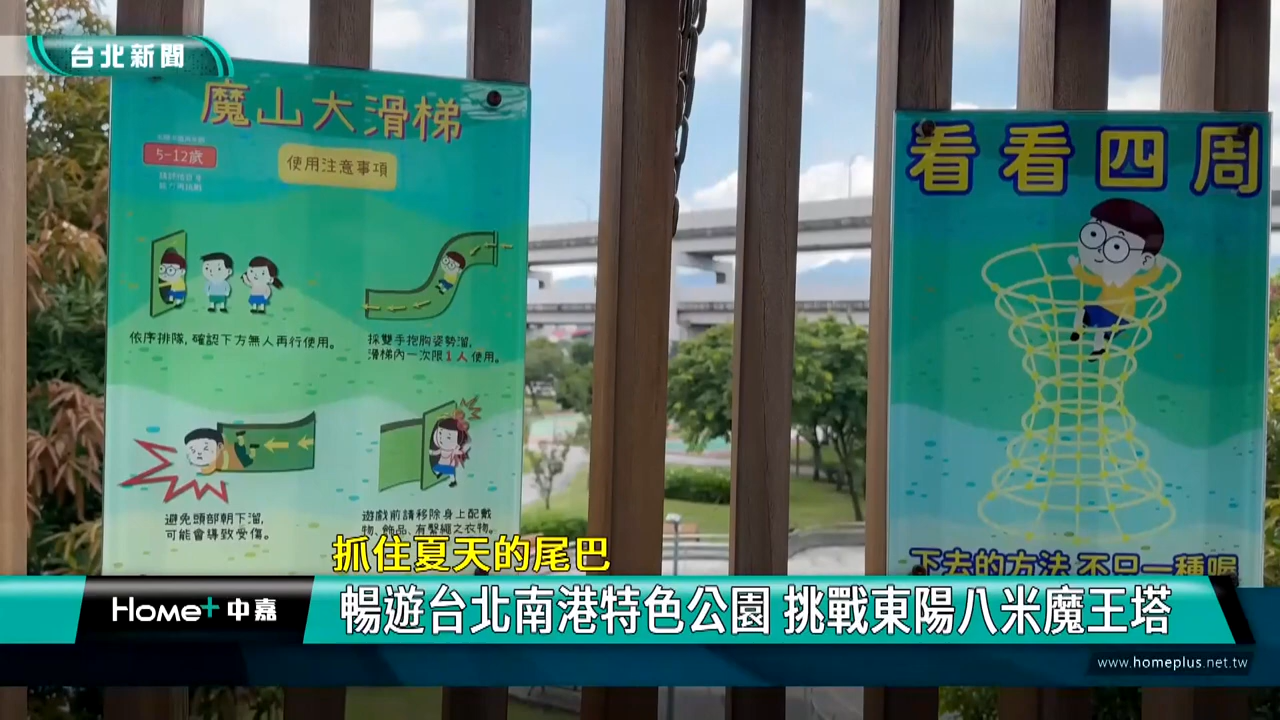 台北新聞
魔山大滑梯
5-12歲
使用注意事項
依序排隊，確認下方無人再行使用。
採雙手抱胸姿勢溜，
滑梯內一次限1人使用。
避免頭部朝下溜，
可能會導致受傷。
遊戲前請移除身上配戴
物、飾品、有繫繩之衣物。
看看四周
下去的方法 不只一種喔
抓住夏天的尾巴
Home+中嘉
暢遊台北南港特色公園 挑戰東陽八米魔王塔
www.homeplus.net.tw